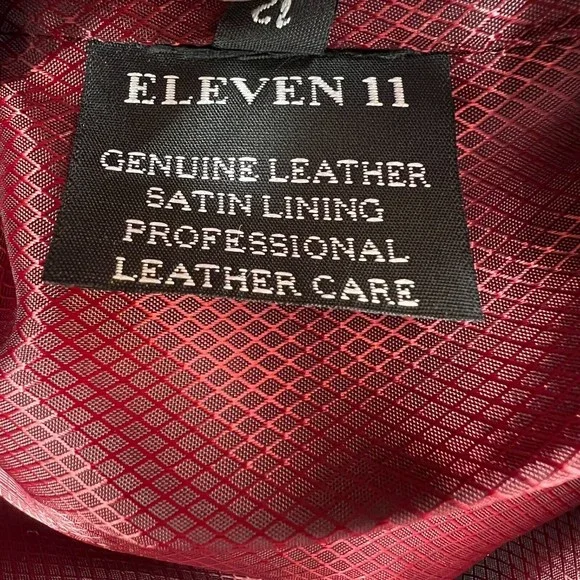 ELEVEN 11
GENUINE LEATHER
SATIN LINING
PROFESSIONAL
LEATHER CARE